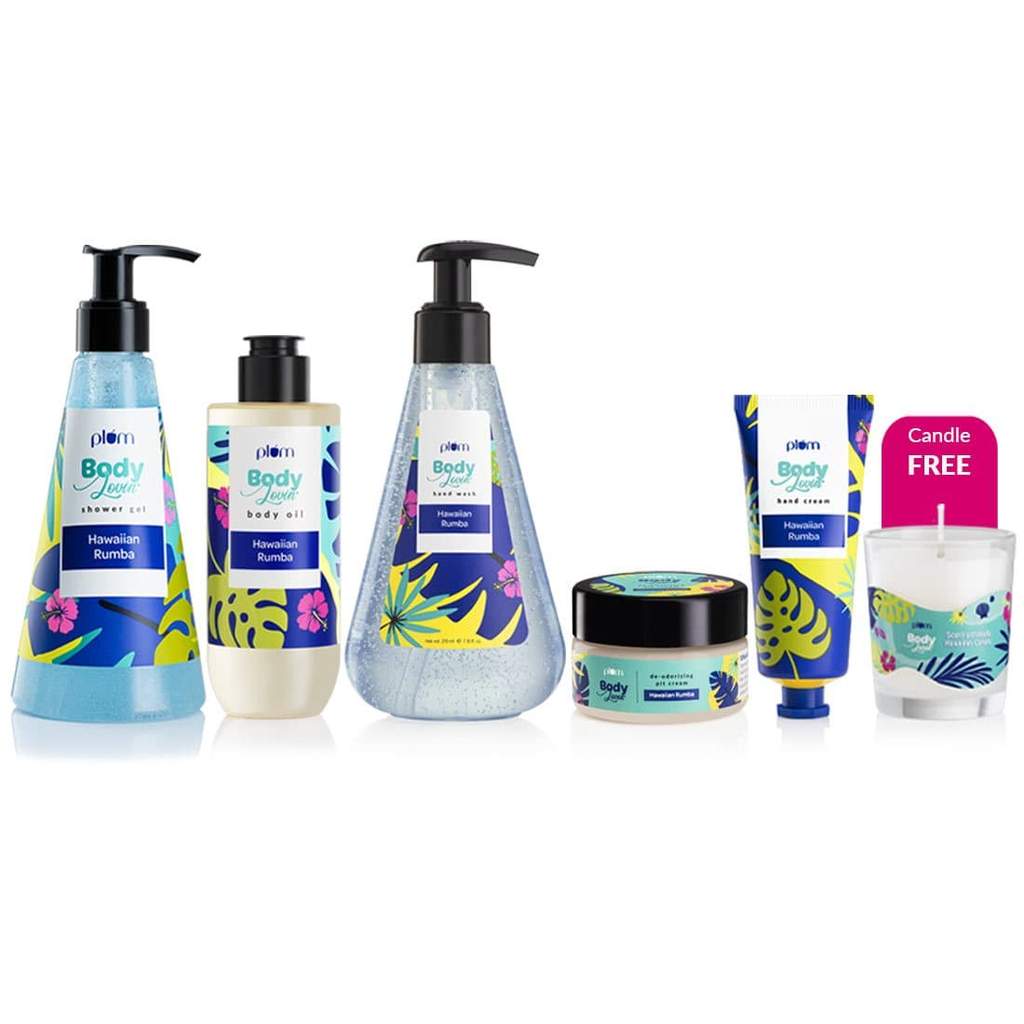 plum
Body
Lovin'
shower gel
Hawaiian
Rumba
plum
Body
Lovin'
body oil
Hawaiian
Rumba
plum
Body
Lovin'
hand wash
Hawaiian
Rumba
plum
Body
Lovin'
de-odorizing
pit cream
Hawaiian Rumba
plum
Body
Lovin'
hand cream
Hawaiian
Rumba
Candle
FREE
plum
Body
Lovin'